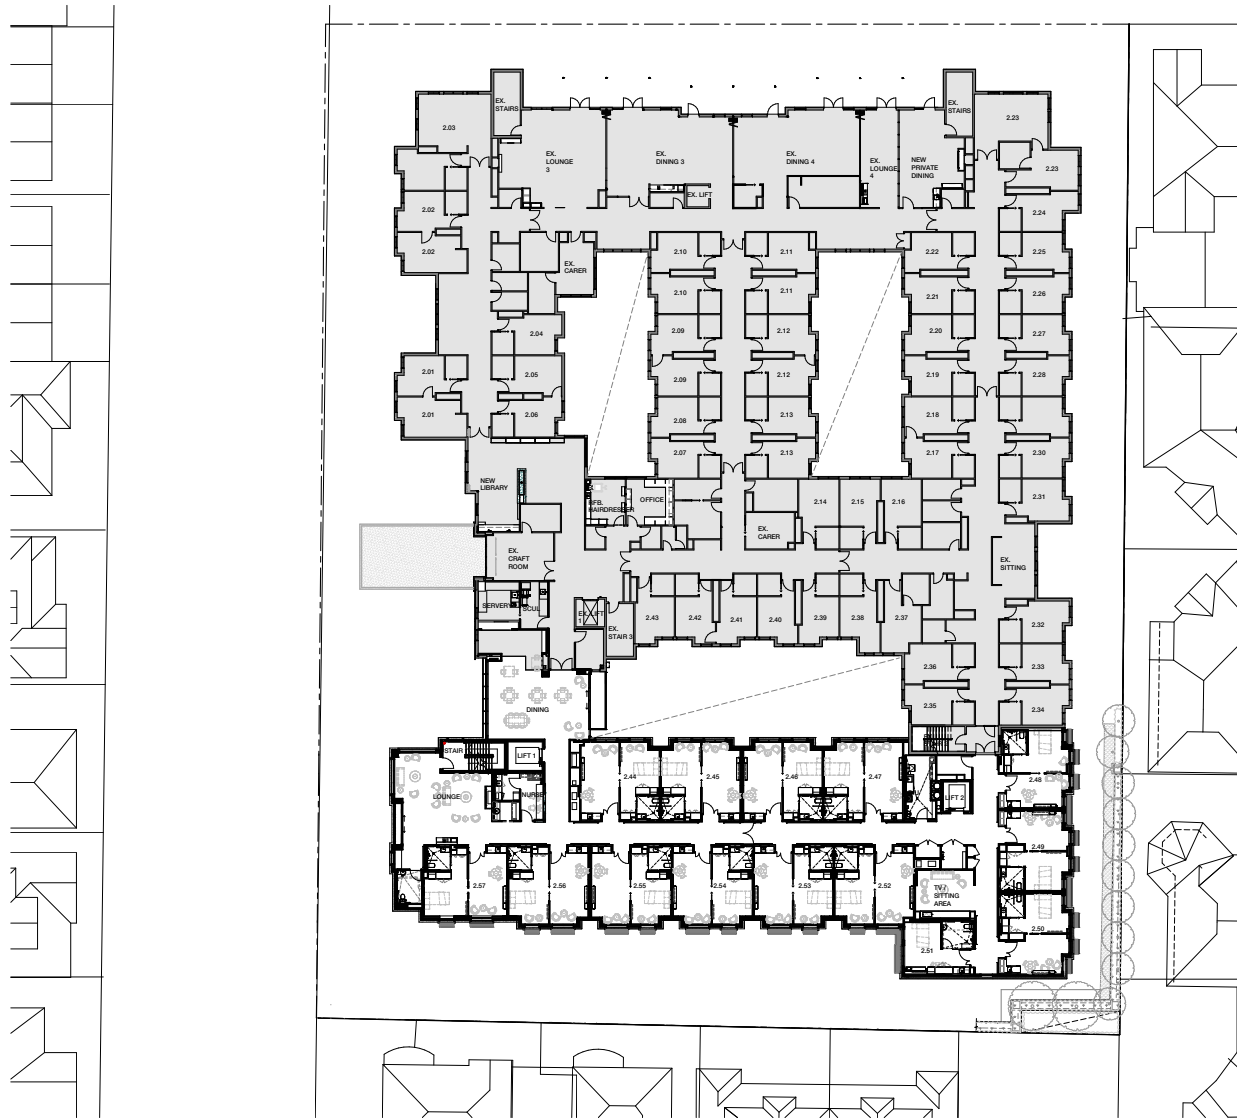 EX.
STAIRS
EX.
STAIRS
2.03
EX.
LOUNGE
3
EX.
DINING 3
EX.
DINING 4
EX.
LOUNGE
4
NEW
PRIVATE
DINING
2.23
2.23
EX. LIFT
2.02
2.24
2.02
EX.
CARER
2.10
2.11
2.22
2.25
2.10
2.11
2.21
2.26
2.04
2.09
2.12
2.20
2.27
2.01
2.05
2.09
2.12
2.19
2.28
2.01
2.06
2.08
2.13
2.18
2.07
2.13
2.17
2.30
NEW
LIBRARY
RFB.
HAIRDRESSER
OFFICE
2.14
2.15
2.16
2.31
EX.
CARER
EX.
CRAFT
ROOM
EX.
SITTING
SERVERY
SCUL
EX. LIFT
1
EX.
STAIR 3
2.43
2.42
2.41
2.40
2.39
2.38
2.37
2.32
2.36
2.33
2.35
2.34
DINING
STAIR
LIFT 1
2.44
2.45
2.46
2.47
2.48
LOUNGE
NURSE
LIFT 2
2.49
2.57
2.56
2.55
2.54
2.53
2.52
TV /
SITTING
AREA
2.51
2.50